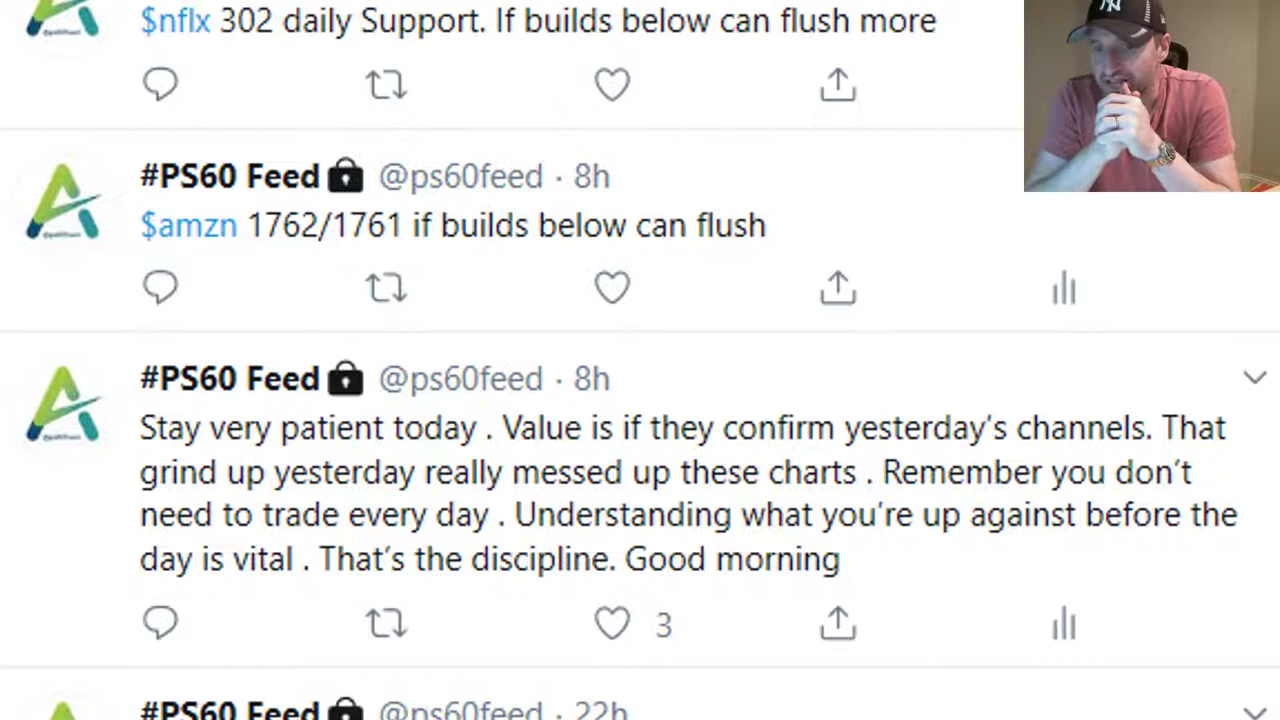 $nflx 302 daily Support. If builds below can flush more
#PS60 Feed @ps60feed · 8h
$amzn 1762/1761 if builds below can flush
#PS60 Feed @ps60feed · 8h
Stay very patient today . Value is if they confirm yesterday's channels. That
grind up yesterday really messed up these charts . Remember you don't
need to trade every day . Understanding what you're up against before the
day is vital . That's the discipline. Good morning
3
#PS60 Feed @ps60feed · 22h